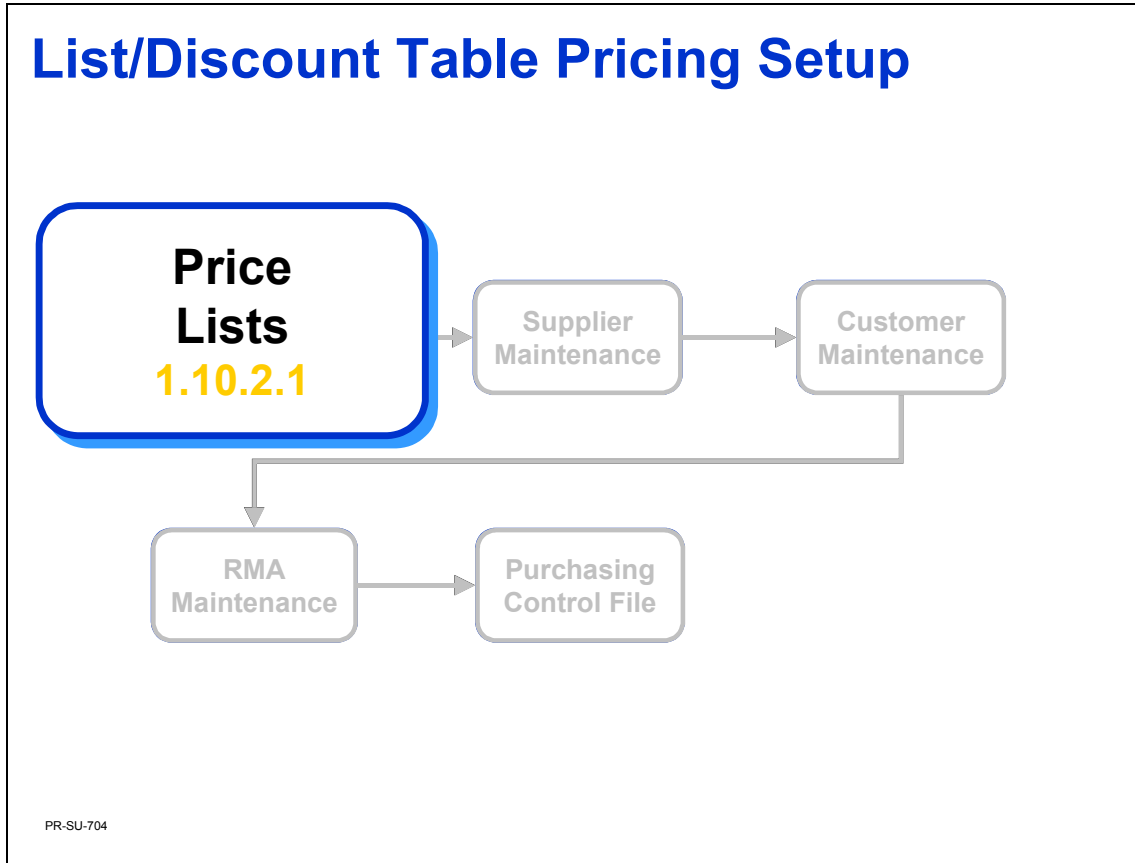 List/Discount Table Pricing Setup
Price
Lists
1.10.2.1
Supplier
Maintenance
Customer
Maintenance
RMA
Maintenance
Purchasing
Control File
PR-SU-704